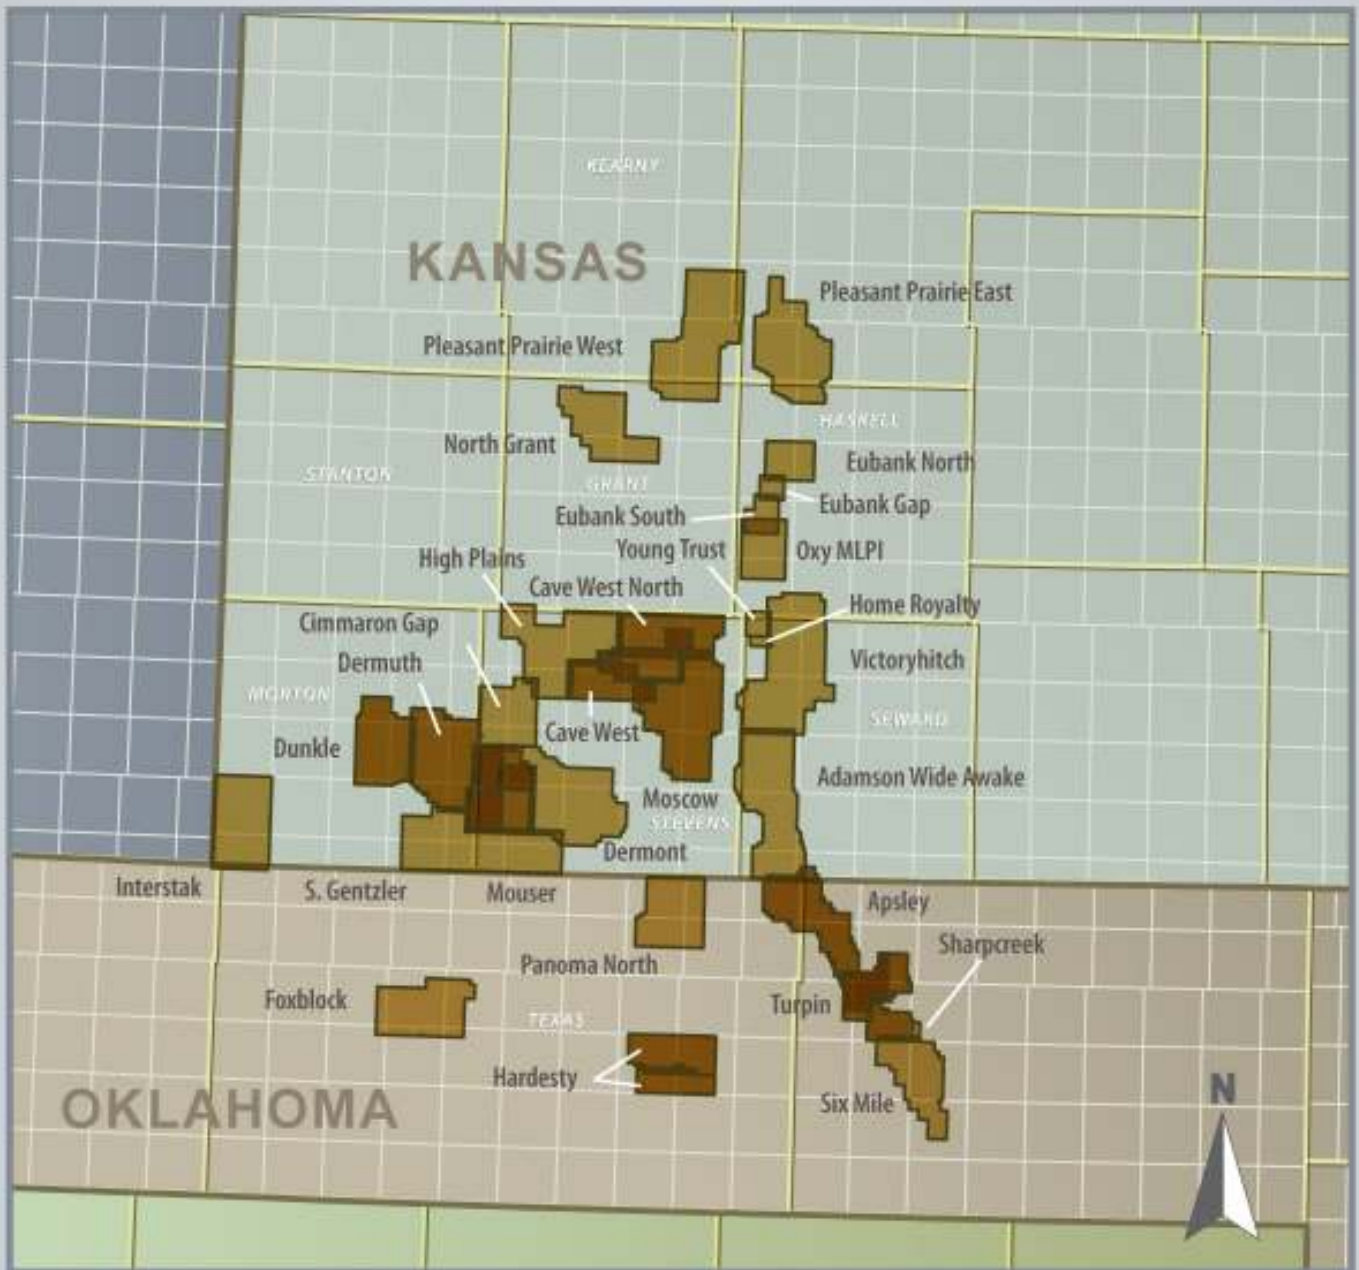 KEARNY
KANSAS
Pleasant Prairie East
Pleasant Prairie West
HASKELL
North Grant
Eubank North
STANTON
GRANT
Eubank Gap
Eubank South
Young Trust
Oxy MLPI
High Plains
Cave West North
Home Royalty
Cimmaron Gap
Dermuth
Victoryhitch
MORTON
SEWARD
Cave West
Dunkle
Adamson Wide Awake
Moscow
STEVENS
Dermont
Interstak
S. Gentzler
Mouser
Apsley
Sharpcreek
Panoma North
Foxblock
Turpin
TEXAS
Hardesty
Six Mile
N
OKLAHOMA